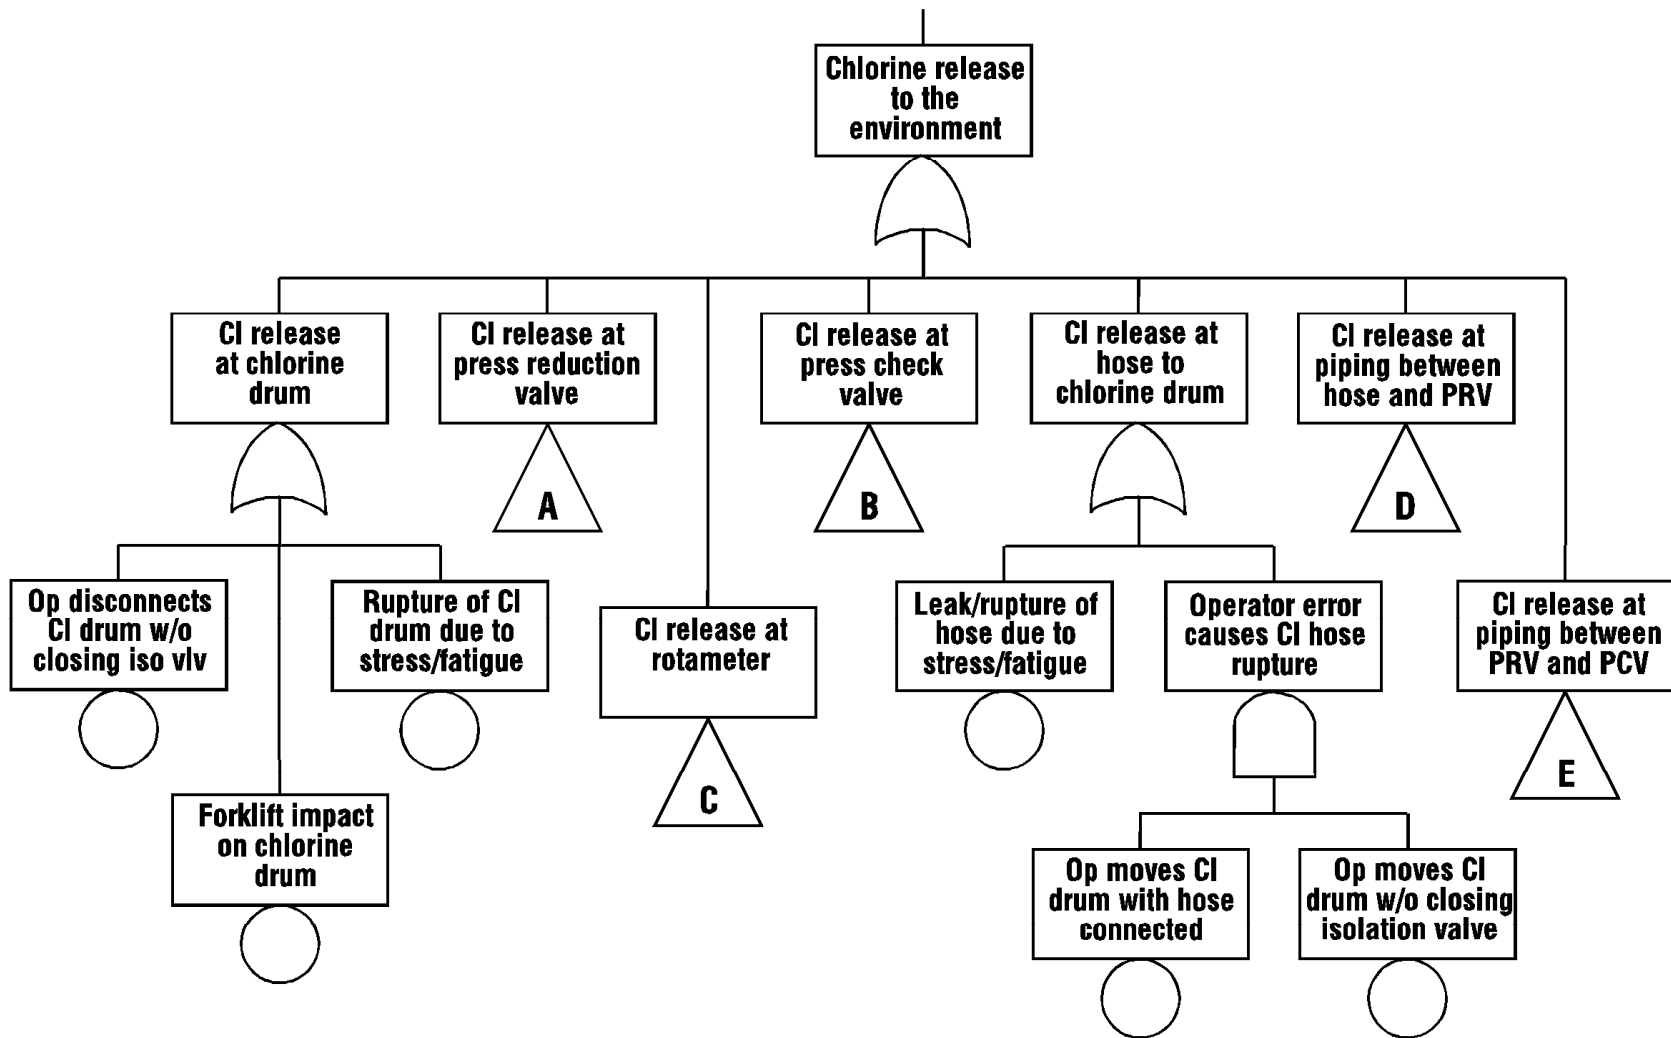 Chlorine release
to the
environment
Cl release
at chlorine
drum
Cl release at
press reduction
valve
Cl release at
press check
valve
Cl release at
hose to
chlorine drum
Cl release at
piping between
hose and PRV
A
B
D
Op disconnects
Cl drum w/o
closing iso vlv
Rupture of Cl
drum due to
stress/fatigue
Cl release at
rotameter
Leak/rupture of
hose due to
stress/fatigue
Operator error
causes Cl hose
rupture
Cl release at
piping between
PRV and PCV
C
E
Forklift impact
on chlorine
drum
Op moves Cl
drum with hose
connected
Op moves Cl
drum w/o closing
isolation valve